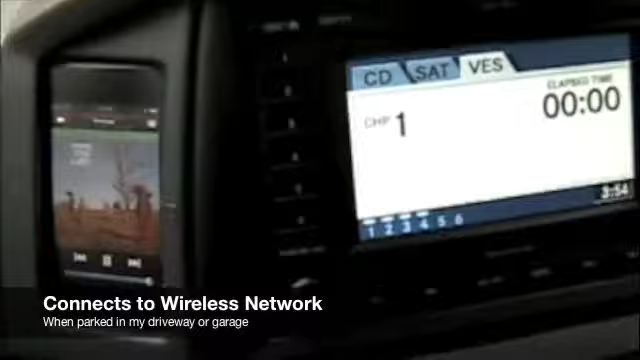 CD SAT VES
ELAPSED TIME
CHP 1 00:00
3:54
1 2 3 4 5 6
Connects to Wireless Network
When parked in my driveway or garage